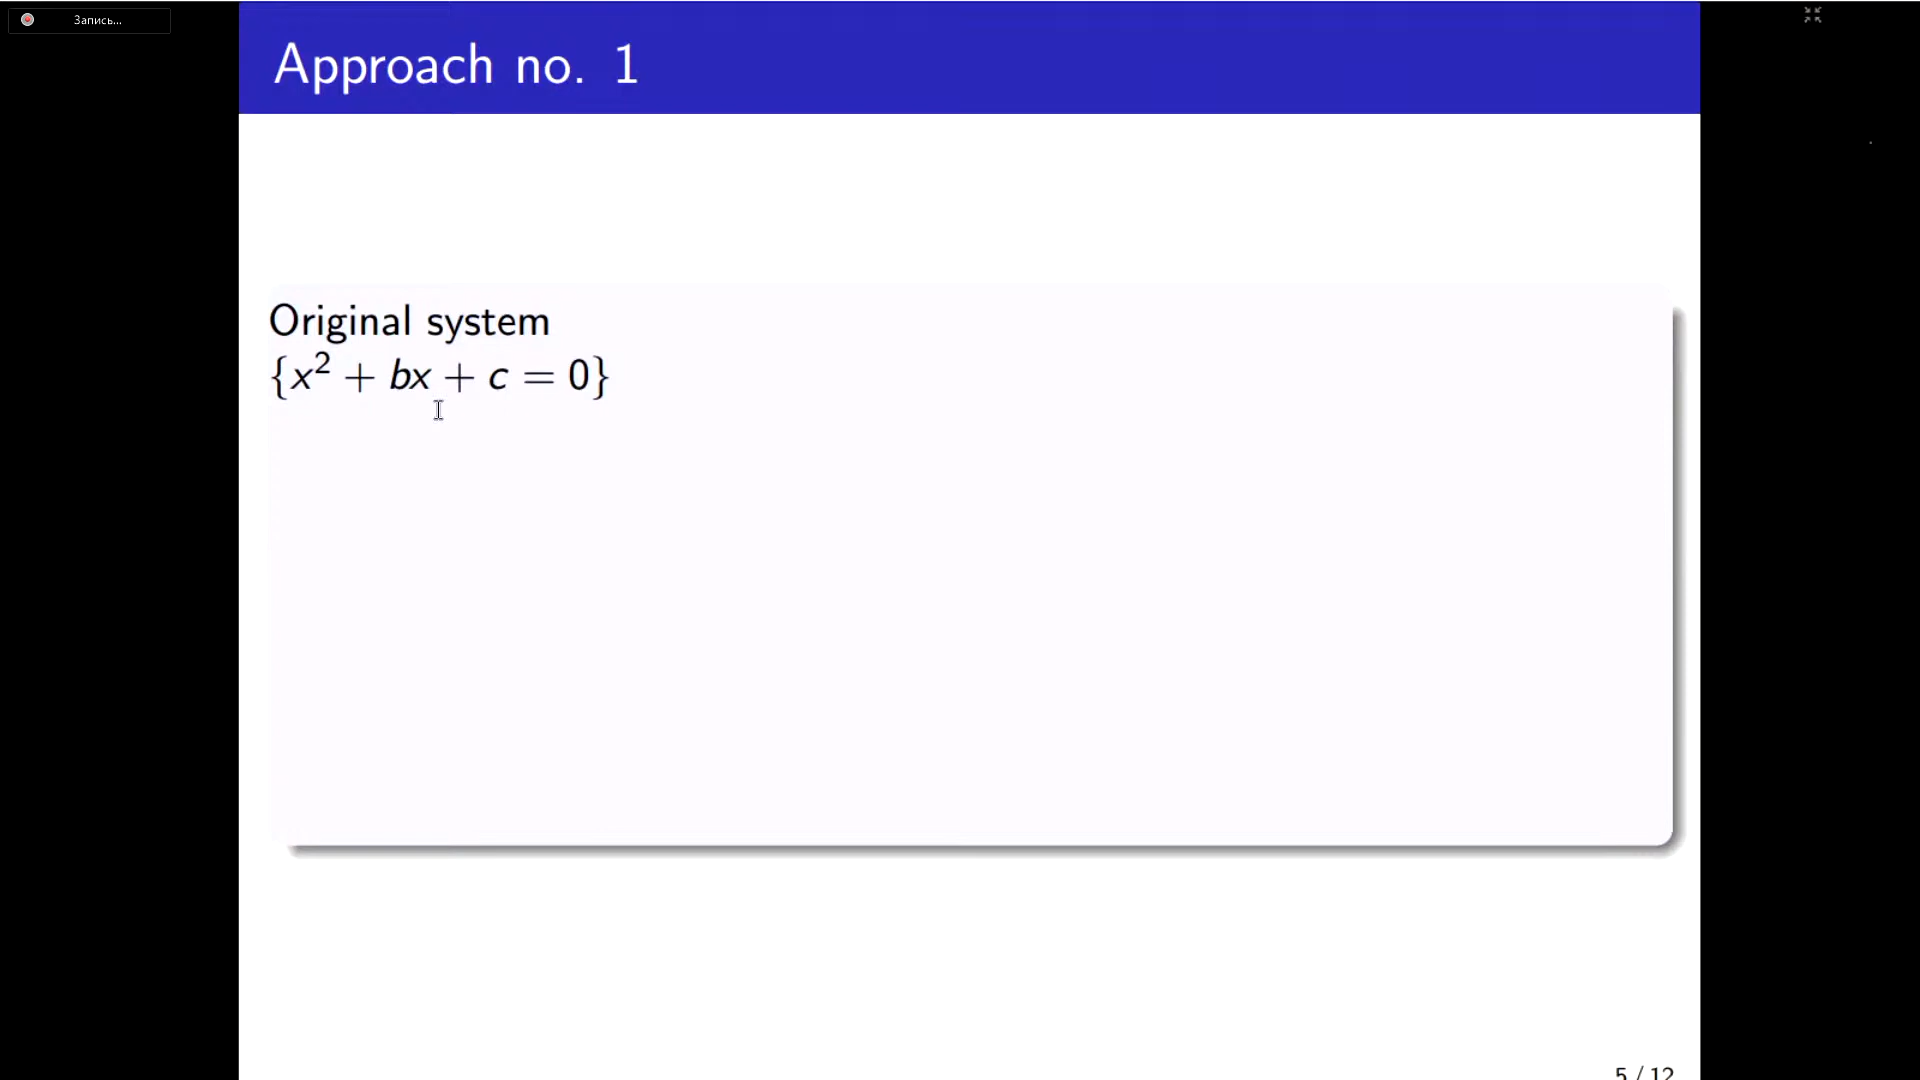 Запись...
Approach no. 1
Original system
{x² + bx + c = 0}
5 / 12